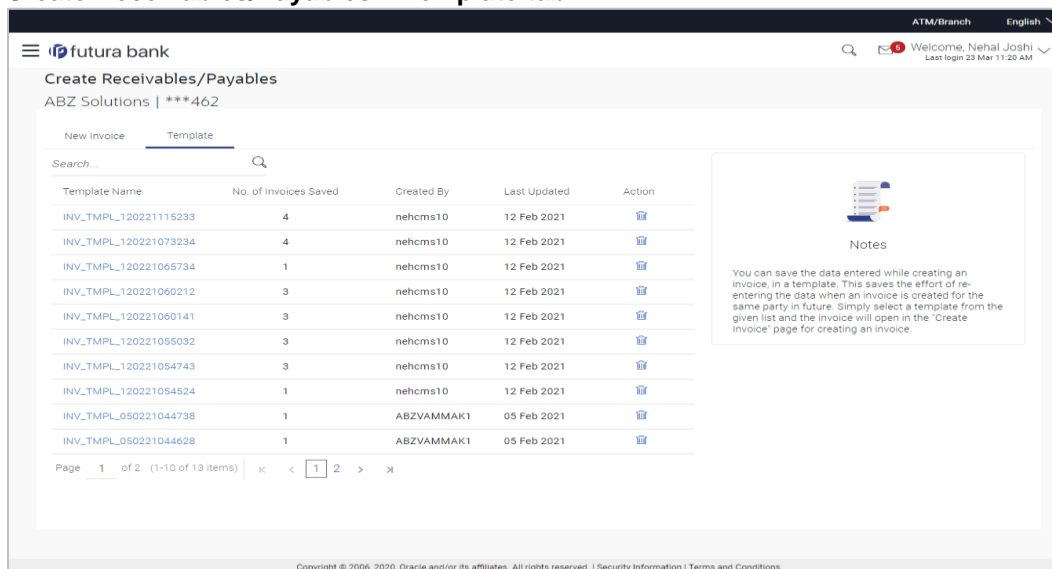 ATM/Branch English
futura bank 5 Welcome, Nehal Joshi
Last login 23 Mar 11:20 AM
Create Receivables/Payables
ABZ Solutions | ***462
New Invoice Template
Search...
Template Name No. of Invoices Saved Created By Last Updated Action
INV_TMPL_120221115233 4 nehcms10 12 Feb 2021
INV_TMPL_120221073234 4 nehcms10 12 Feb 2021
INV_TMPL_120221065734 1 nehcms10 12 Feb 2021
INV_TMPL_120221060212 3 nehcms10 12 Feb 2021
INV_TMPL_120221060141 3 nehcms10 12 Feb 2021
INV_TMPL_120221055032 3 nehcms10 12 Feb 2021
INV_TMPL_120221054743 3 nehcms10 12 Feb 2021
INV_TMPL_120221054524 1 nehcms10 12 Feb 2021
INV_TMPL_050221044738 1 ABZVAMMAK1 05 Feb 2021
INV_TMPL_050221044628 1 ABZVAMMAK1 05 Feb 2021
Page 1 of 2 (1-10 of 13 items) 1 2
Notes
You can save the data entered while creating an
invoice, in a template. This saves the effort of re-
entering the data when an invoice is created for the
same party in future. Simply select a template from the
given list and the invoice will open in the "Create
Invoice" page for creating an invoice.
Copyright © 2006, 2020, Oracle and/or its affiliates. All rights reserved. | Security Information | Terms and Conditions